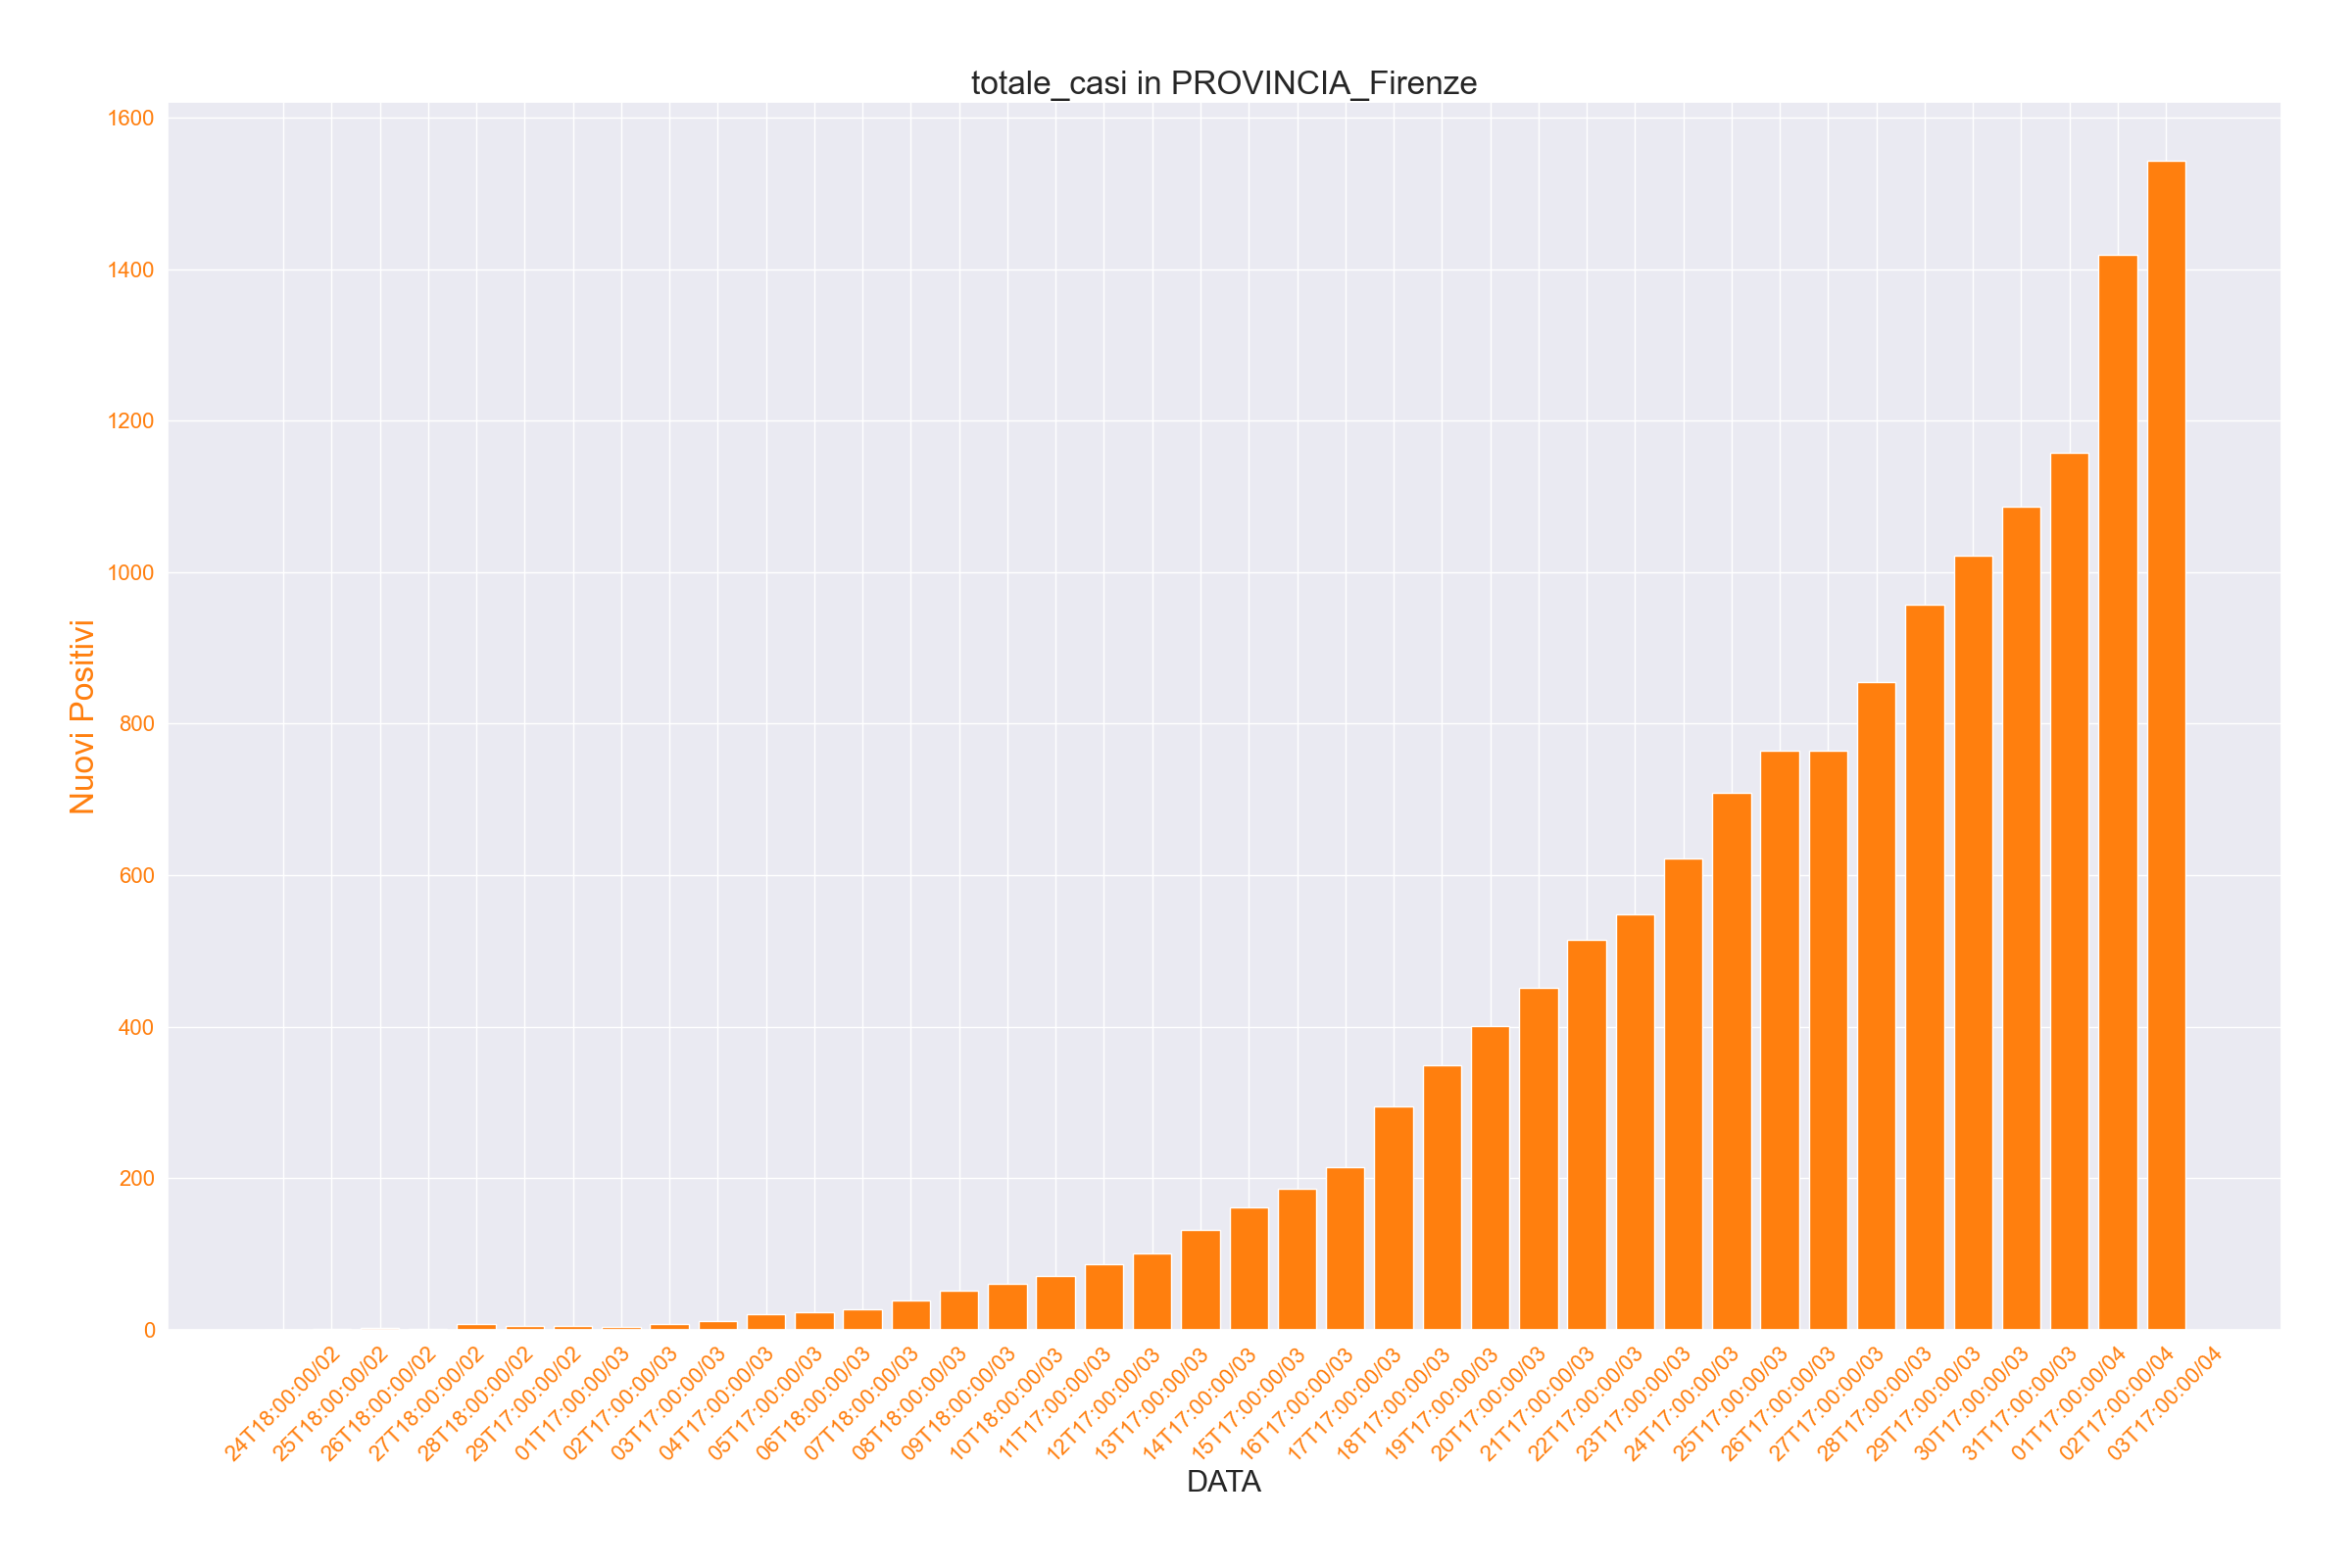 totale_casi in PROVINCIA_Firenze
1600
1400
1200
1000
800
600
400
200
0
Nuovi Positivi
24T18:00:00/02
25T18:00:00/02
26T18:00:00/02
27T18:00:00/02
28T18:00:00/02
29T17:00:00/02
01T17:00:00/03
02T17:00:00/03
03T17:00:00/03
04T17:00:00/03
05T17:00:00/03
06T18:00:00/03
07T18:00:00/03
08T18:00:00/03
09T18:00:00/03
10T18:00:00/03
11T17:00:00/03
12T17:00:00/03
13T17:00:00/03
14T17:00:00/03
15T17:00:00/03
16T17:00:00/03
17T17:00:00/03
18T17:00:00/03
19T17:00:00/03
20T17:00:00/03
21T17:00:00/03
22T17:00:00/03
23T17:00:00/03
24T17:00:00/03
25T17:00:00/03
26T17:00:00/03
27T17:00:00/03
28T17:00:00/03
29T17:00:00/03
30T17:00:00/03
31T17:00:00/03
01T17:00:00/04
02T17:00:00/04
03T17:00:00/04
DATA